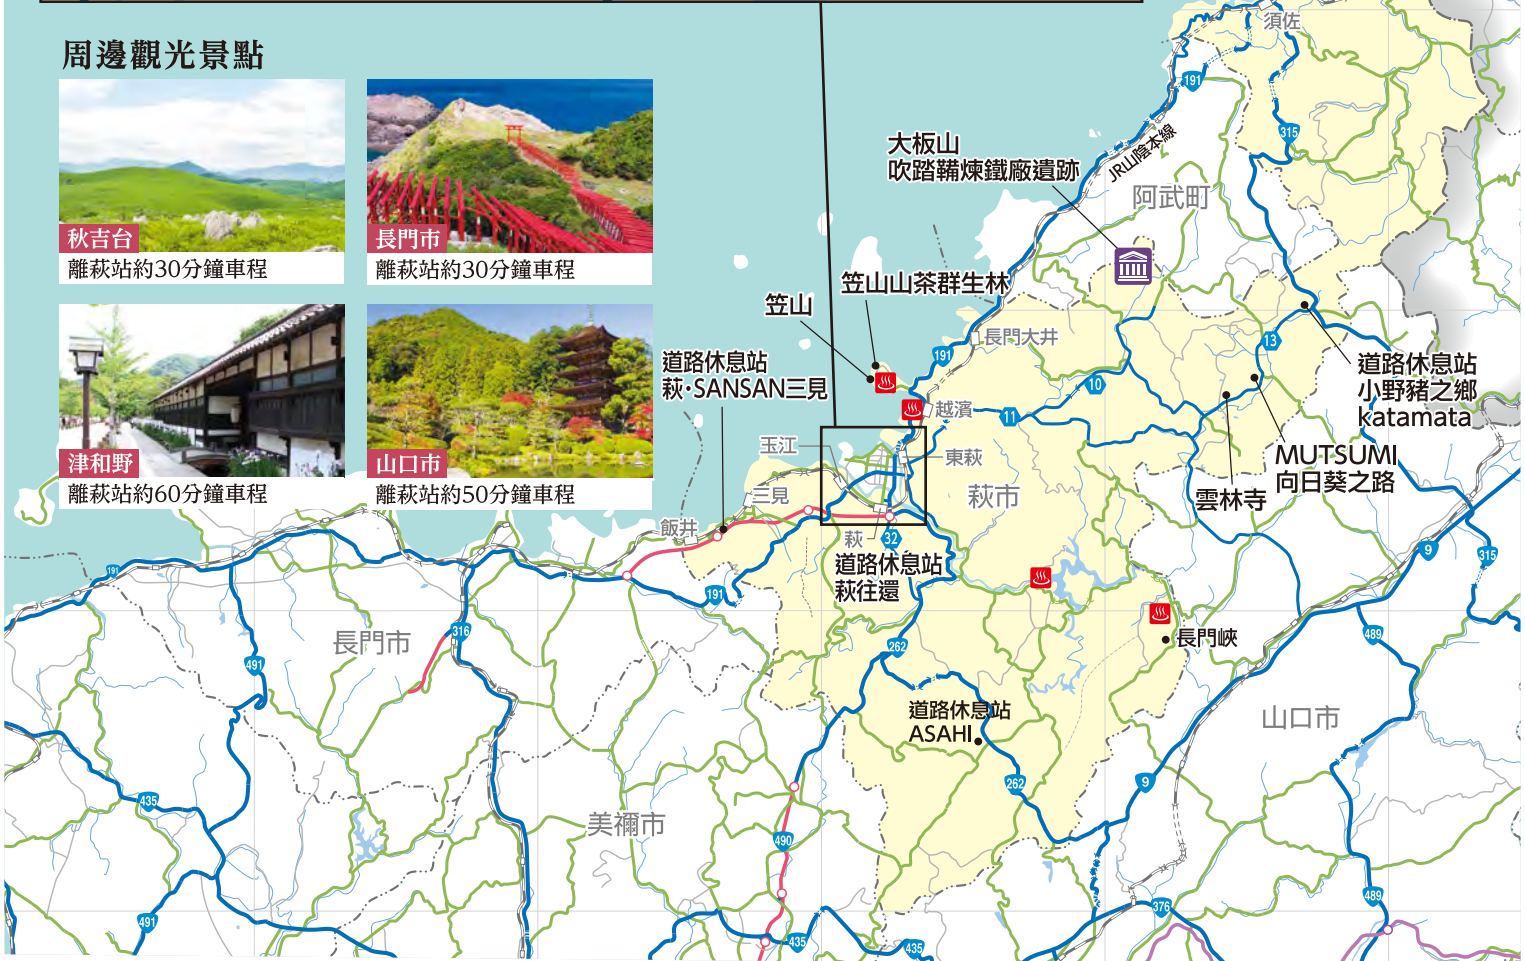 周邊觀光景點
秋吉台
離萩站約30分鐘車程
長門市
離萩站約30分鐘車程
津和野
離萩站約60分鐘車程
山口市
離萩站約50分鐘車程
須佐
191
315
JR山陰本線
大板山
吹踏鞴煉鐵廠遺跡
阿武町
笠山山茶群生林
笠山
長門大井
191
13
道路休息站
萩・SANSAN三見
道路休息站
小野豬之鄉
katamata
10
11
越濱
玉江
東萩
MUTSUMI
向日葵之路
雲林寺
三見
萩市
飯井
萩
32
道路休息站
萩往還
9
315
191
191
316
長門市
491
262
長門峽
489
道路休息站
ASAHI
山口市
262
9
435
美禰市
490
491
376
489
435
435